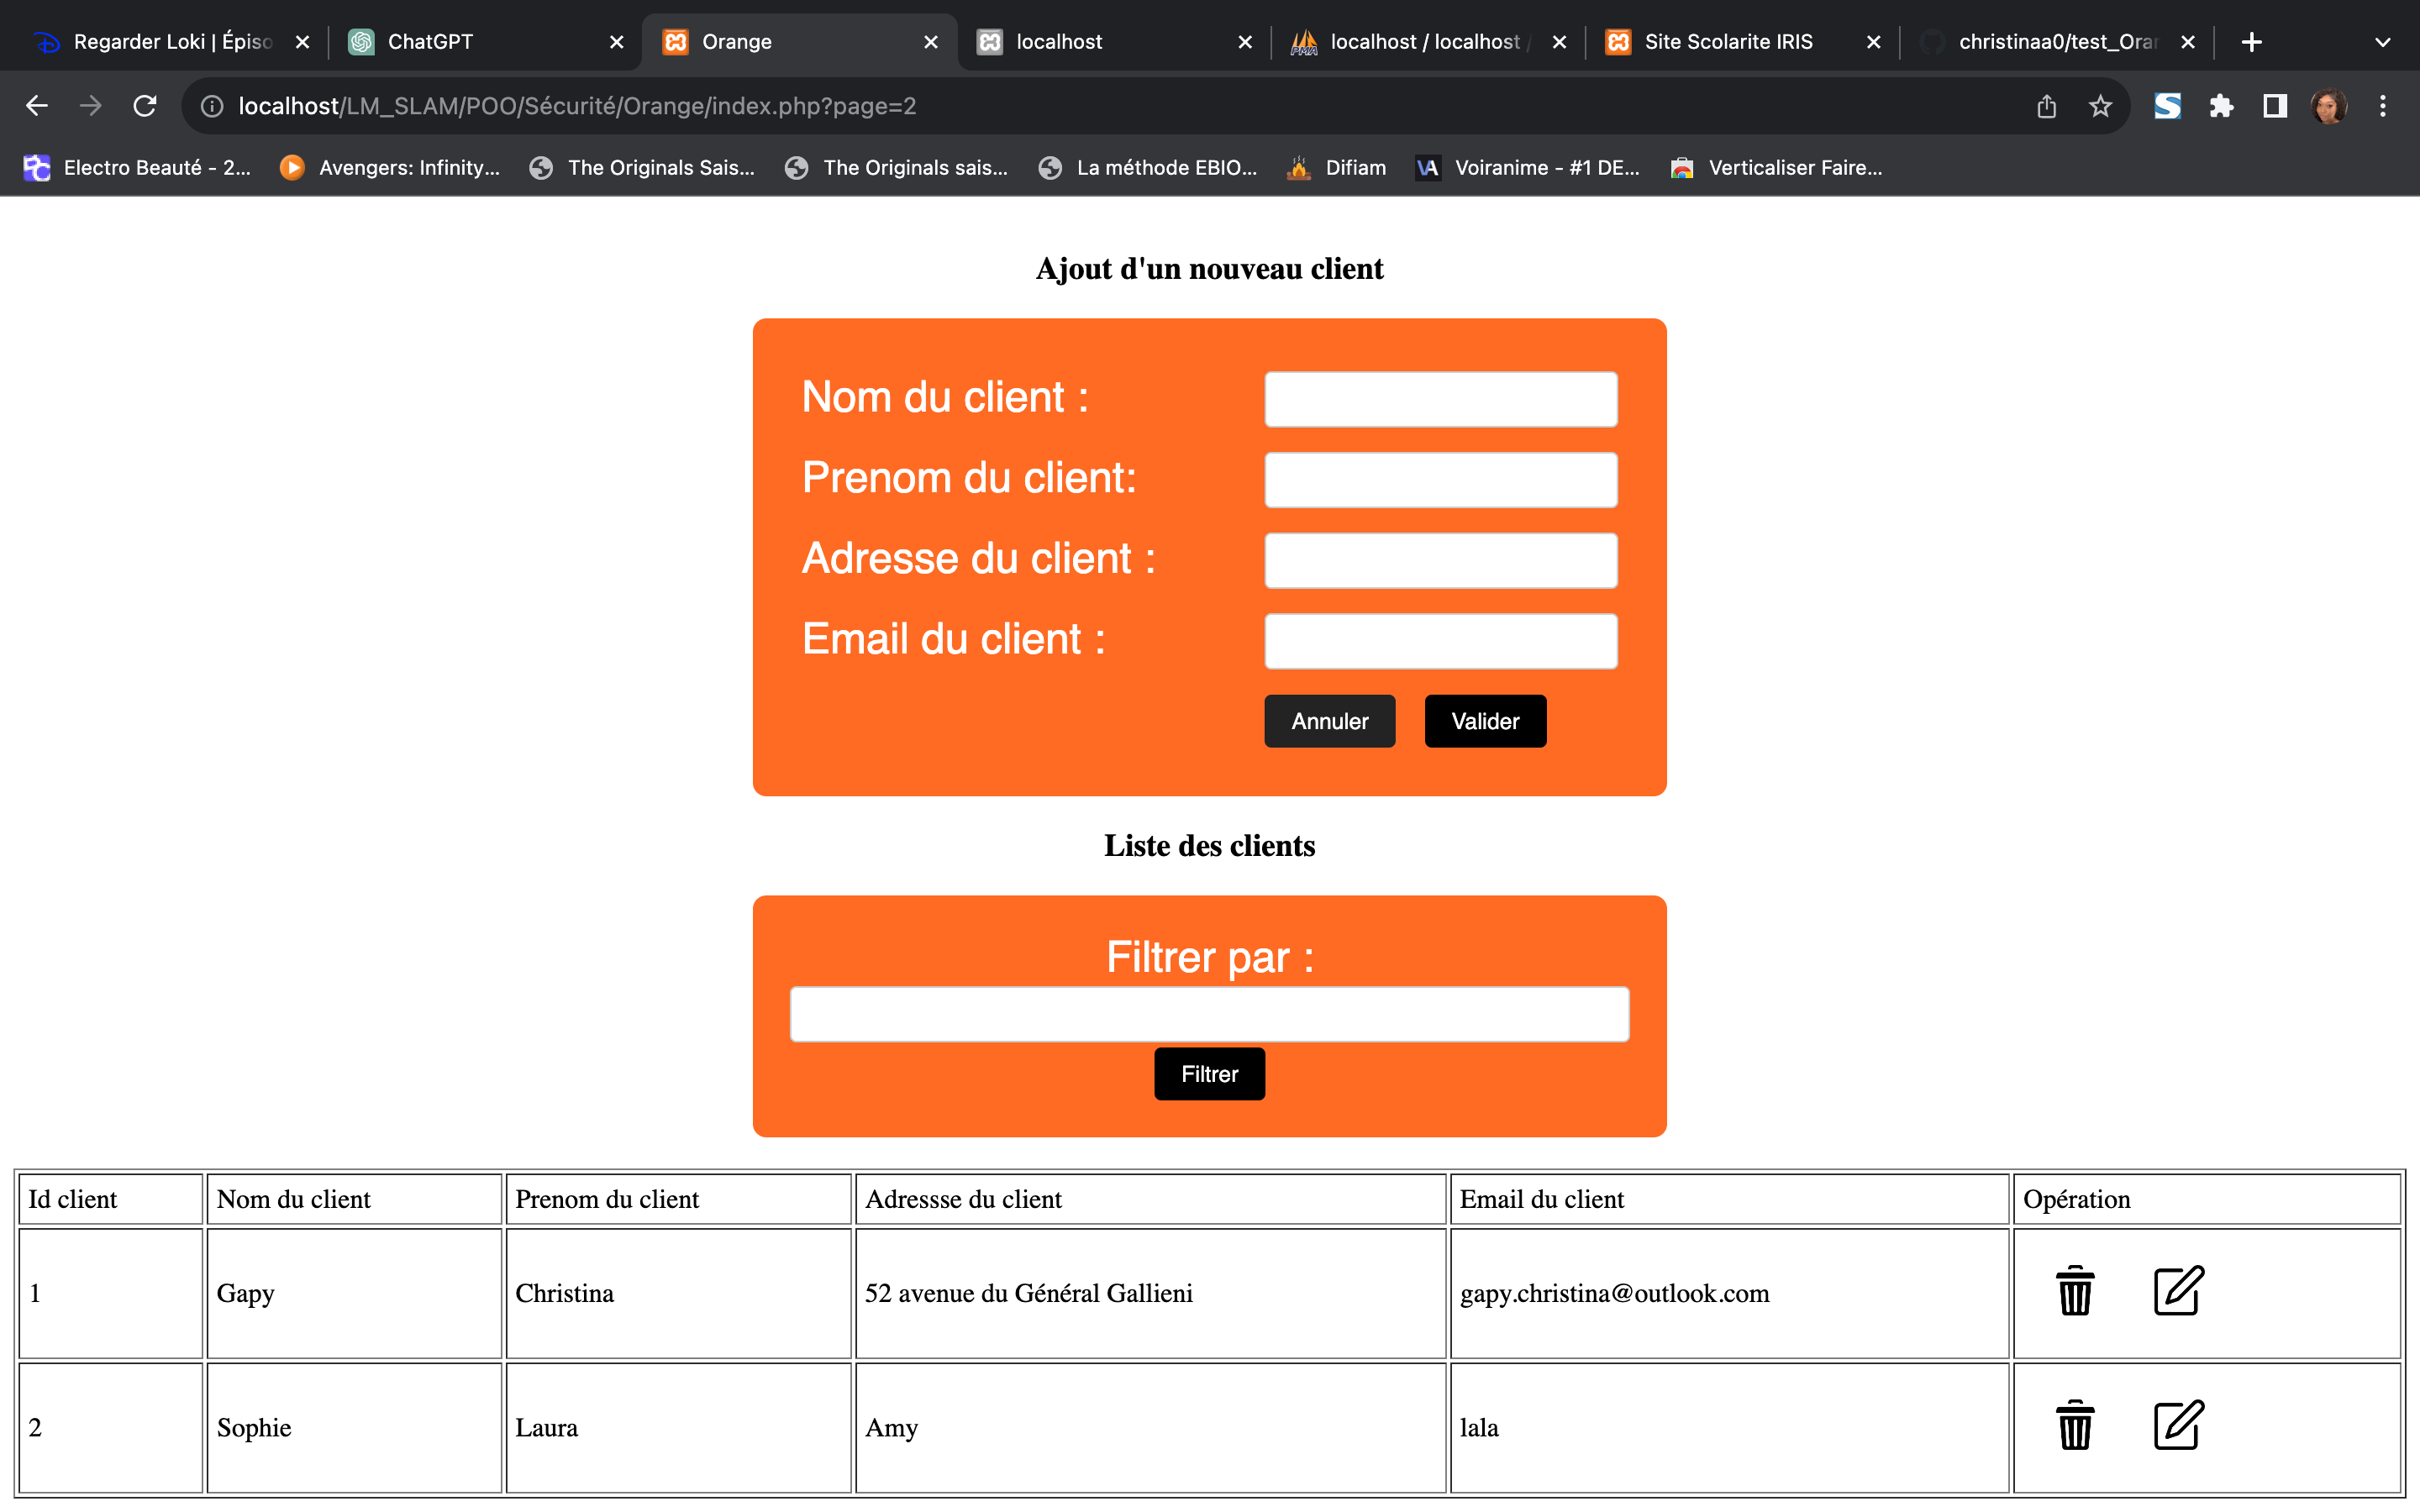 Regarder Loki | Épiso
ChatGPT
Orange
localhost
localhost / localhost /
Site Scolarite IRIS
christinaa0/test_Orar
localhost/LM_SLAM/POO/Sécurité/Orange/index.php?page=2
Electro Beauté - 2...
Avengers: Infinity...
The Originals Sais...
The Originals sais...
La méthode EBIO...
Difiam
Voiranime - #1 DE...
Verticaliser Faire...
Ajout d'un nouveau client
Nom du client :
Prenom du client:
Adresse du client :
Email du client :
Annuler Valider
Liste des clients
Filtrer par :
Filtrer
Id client Nom du client Prenom du client Adressse du client Email du client Opération
1 Gapy Christina 52 avenue du Général Gallieni gapy.christina@outlook.com
2 Sophie Laura Amy lala